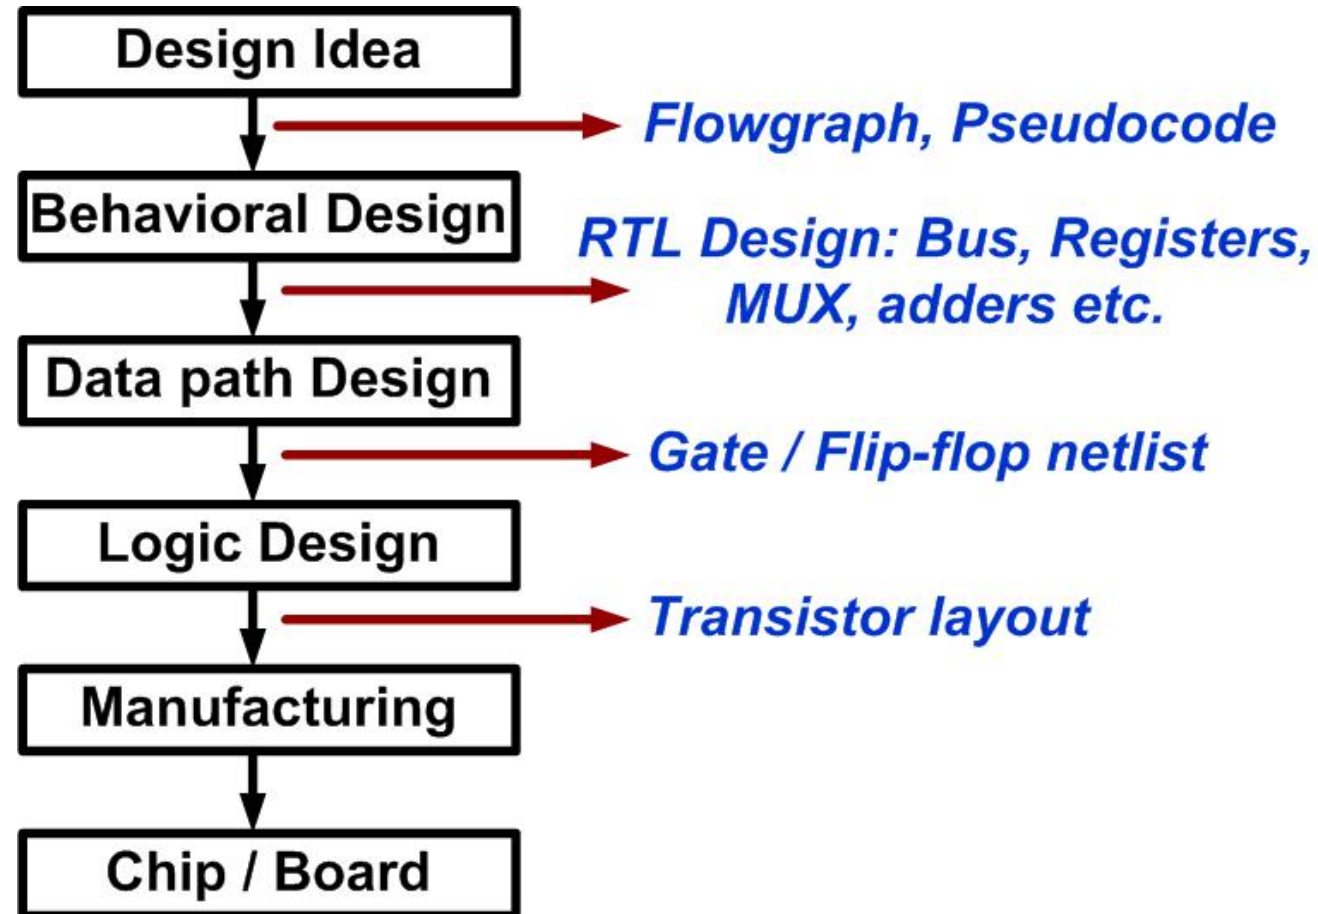 Design Idea
Flowgraph, Pseudocode
Behavioral Design
RTL Design: Bus, Registers,
MUX, adders etc.
Data path Design
Gate / Flip-flop netlist
Logic Design
Transistor layout
Manufacturing
Chip / Board